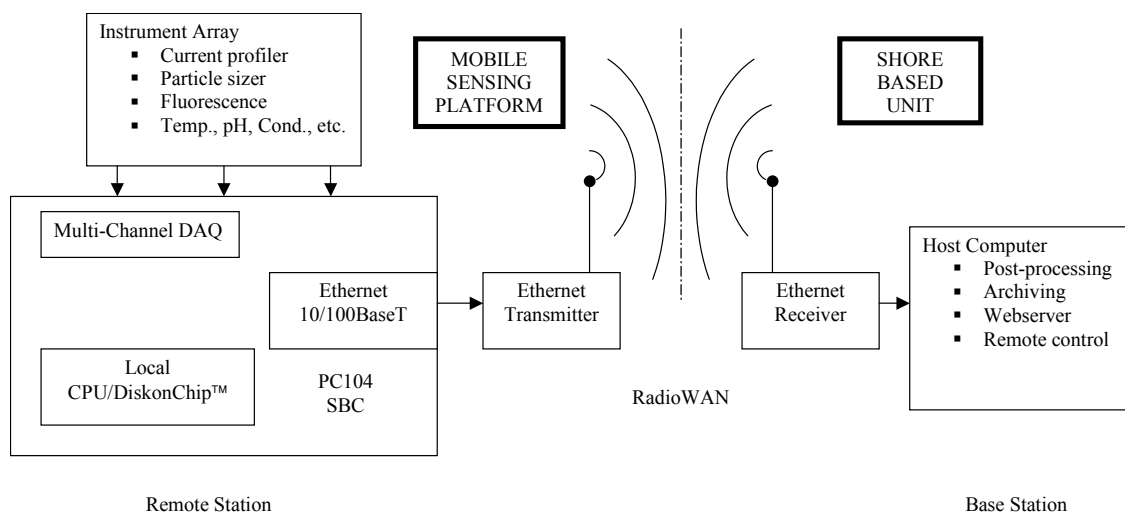 Instrument Array
▪ Current profiler
▪ Particle sizer
▪ Fluorescence
▪ Temp., pH, Cond., etc.
MOBILE
SENSING
PLATFORM
SHORE
BASED
UNIT
Multi-Channel DAQ
Ethernet
10/100BaseT
Local
CPU/DiskonChip™
PC104
SBC
Ethernet
Transmitter
Ethernet
Receiver
Host Computer
▪ Post-processing
▪ Archiving
▪ Webserver
▪ Remote control
RadioWAN
Remote Station
Base Station